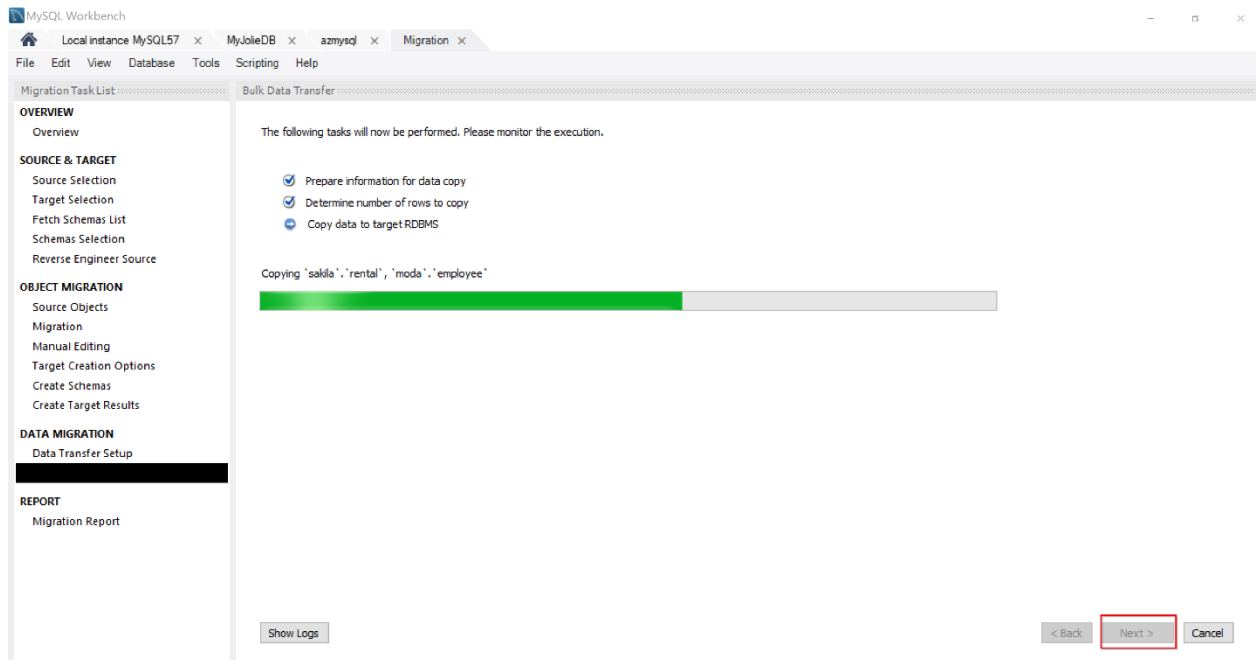 MySQL Workbench
Local instance MySQL57 × MyJolieDB × azmysql × Migration ×
File Edit View Database Tools Scripting Help
Migration Task List
OVERVIEW
Overview
SOURCE & TARGET
Source Selection
Target Selection
Fetch Schemas List
Schemas Selection
Reverse Engineer Source
OBJECT MIGRATION
Source Objects
Migration
Manual Editing
Target Creation Options
Create Schemas
Create Target Results
DATA MIGRATION
Data Transfer Setup
REPORT
Migration Report
Bulk Data Transfer
The following tasks will now be performed. Please monitor the execution.
Prepare information for data copy
Determine number of rows to copy
Copy data to target RDBMS
Copying `sakila`.`rental`, `moda`.`employee`
Show Logs
< Back Next > Cancel